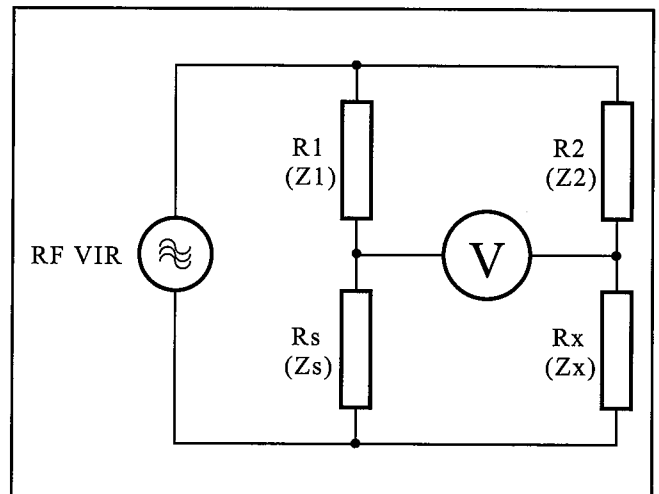 R1
(Z1)
R2
(Z2)
RF VIR
V
Rs
(Zs)
Rx
(Zx)